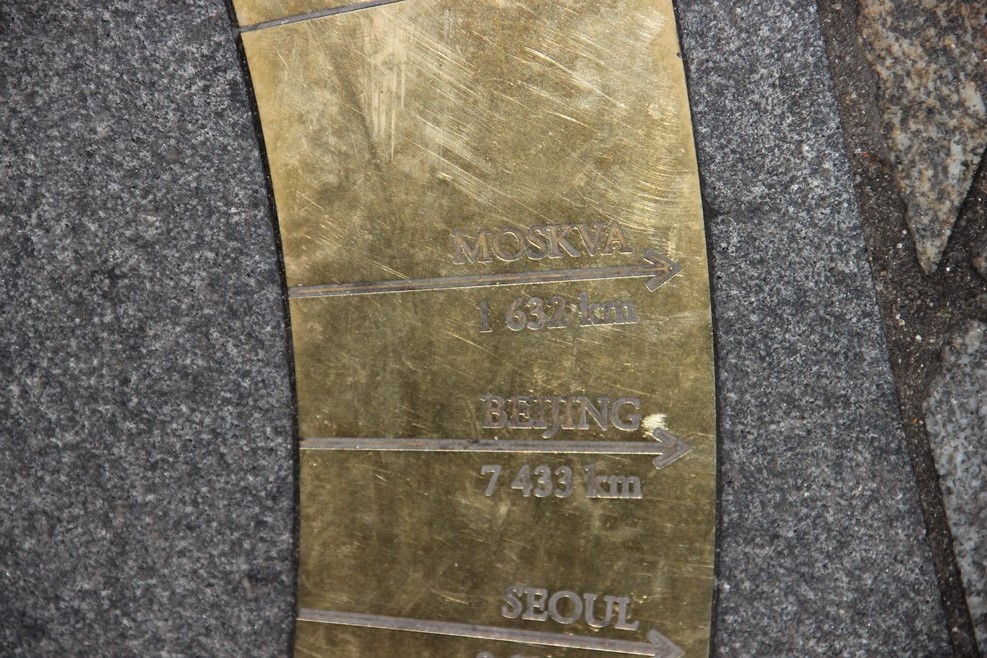 MOSKVA
1 632 km
BEIJING
7 433 km
SEOUL